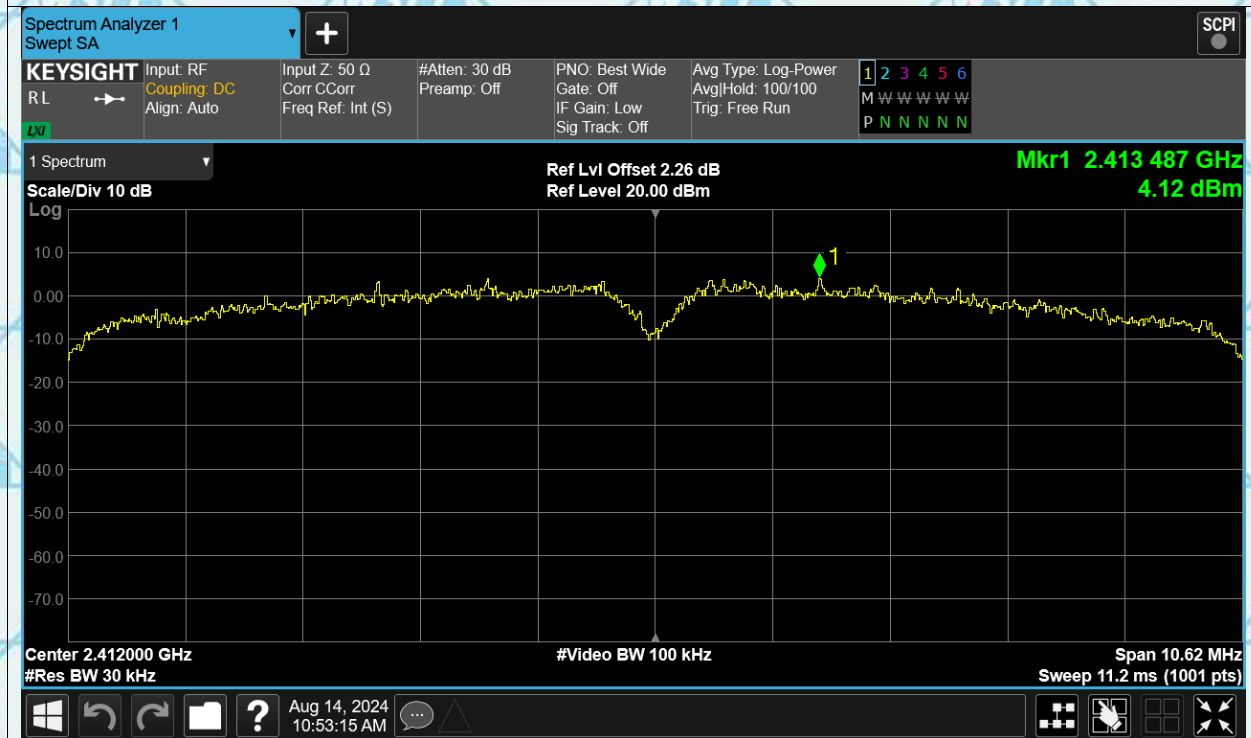 Spectrum Analyzer 1
Swept SA
+
SCPI
KEYSIGHT
RL
LXI
Input: RF
Coupling: DC
Align: Auto
Input Z: 50 Ω
Corr CCorr
Freq Ref: Int (S)
#Atten: 30 dB
Preamp: Off
PNO: Best Wide
Gate: Off
IF Gain: Low
Sig Track: Off
Avg Type: Log-Power
Avg|Hold: 100/100
Trig: Free Run
1 2 3 4 5 6
M W W W W W W
P N N N N N N
1 Spectrum
Scale/Div 10 dB
Log
Ref Lvl Offset 2.26 dB
Ref Level 20.00 dBm
Mkr1 2.413 487 GHz
4.12 dBm
1
10.0
0.00
-10.0
-20.0
-30.0
-40.0
-50.0
-60.0
-70.0
Center 2.412000 GHz
#Res BW 30 kHz
#Video BW 100 kHz
Span 10.62 MHz
Sweep 11.2 ms (1001 pts)
?
Aug 14, 2024
10:53:15 AM